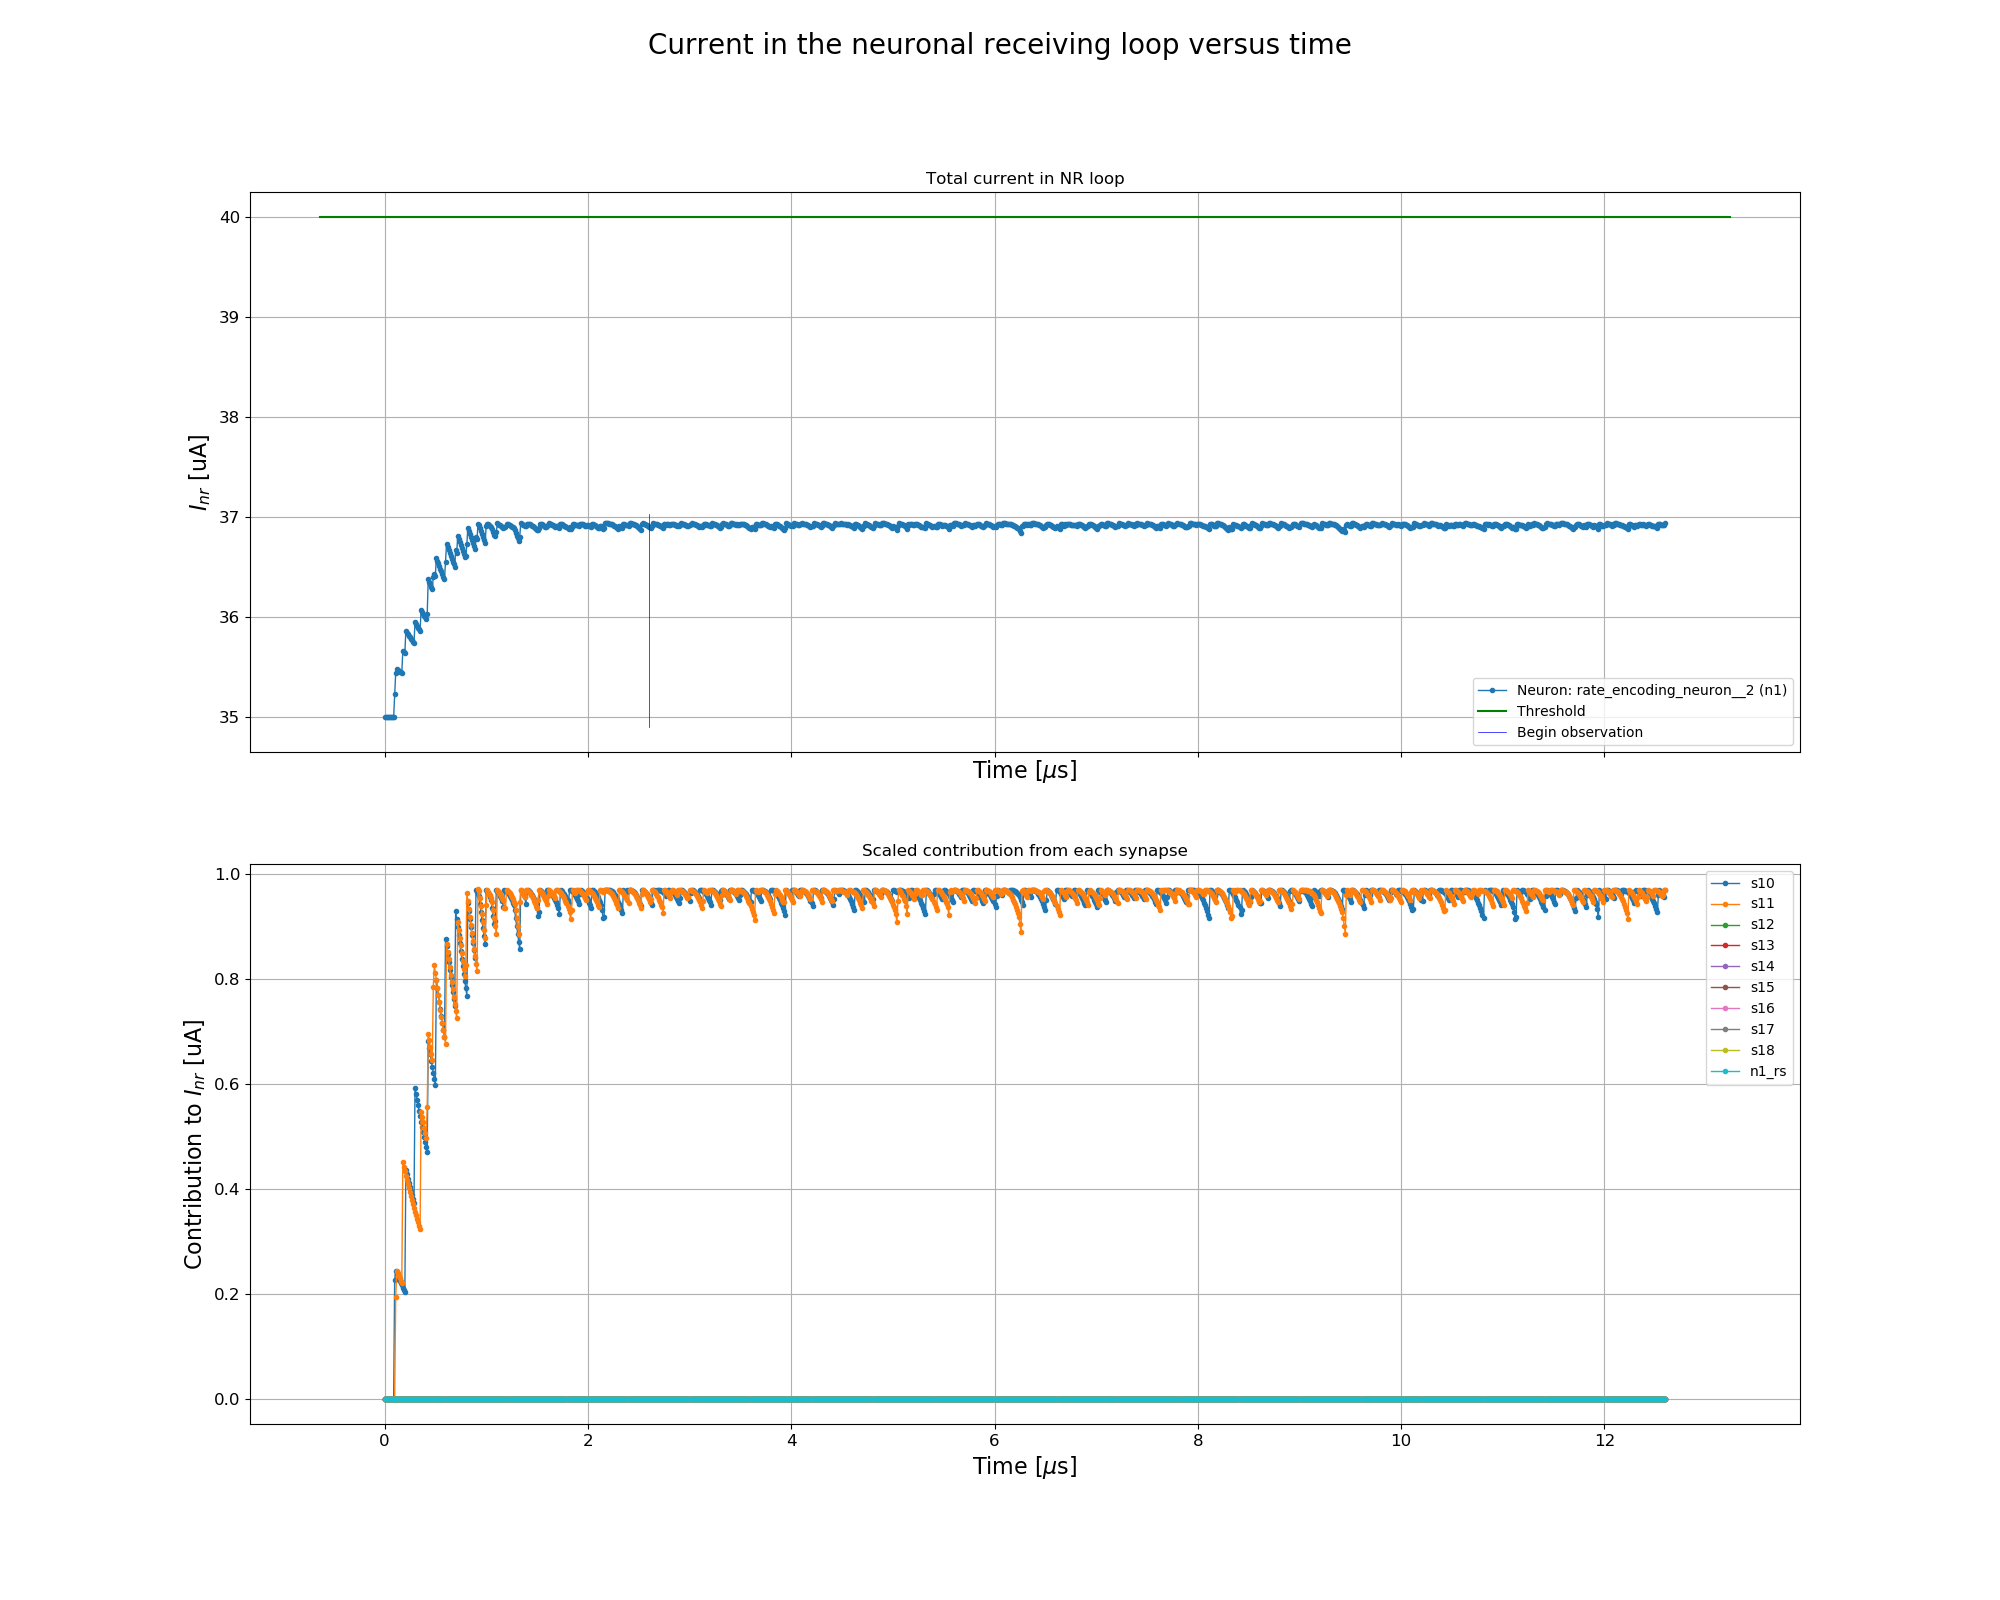 Current in the neuronal receiving loop versus time
Total current in NR loop
40
39
38
37
36
35
I_nr [uA]
Neuron: rate_encoding_neuron__2 (n1)
Threshold
Begin observation
Time [μs]
Scaled contribution from each synapse
1.0
0.8
0.6
0.4
0.2
0.0
Contribution to I_nr [uA]
s10
s11
s12
s13
s14
s15
s16
s17
s18
n1_rs
0 2 4 6 8 10 12
Time [μs]